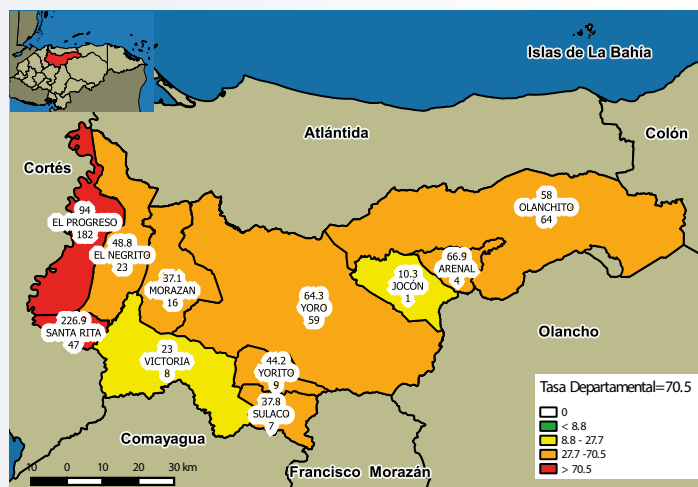 Islas de La Bahía
Atlántida
Colón
Cortés
94
EL PROGRESO
182
48.8
EL NEGRITO
23
37.1
MORAZAN
16
58
OLANCHITO
64
66.9
ARENAL
4
10.3
JOCÓN
1
64.3
YORO
59
226.9
SANTA RITA
47
23
VICTORIA
8
44.2
YORITO
9
37.8
SULACO
7
Olancho
Comayagua
Francisco Morazán
Tasa Departamental=70.5
0
< 8.8
8.8 - 27.7
27.7 -70.5
> 70.5
10 0 10 20 30 km